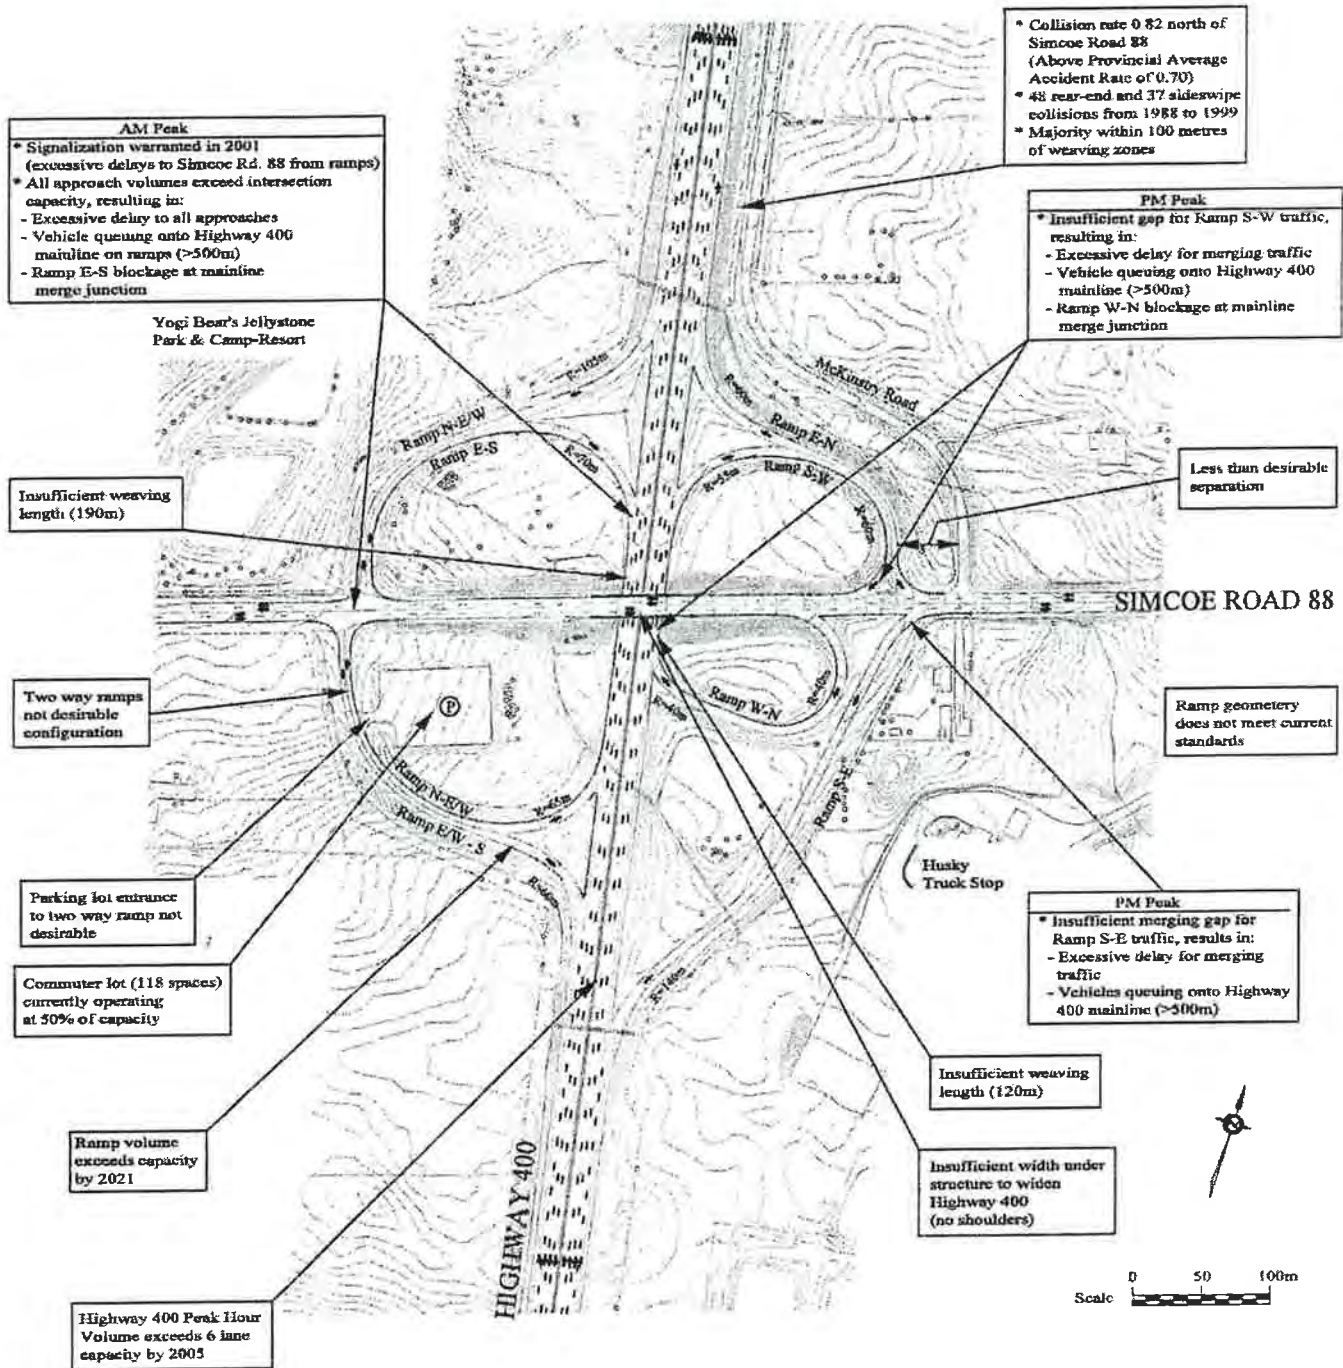 * Collision rate 0.82 north of
Simcoe Road 88
(Above Provincial Average
Accident Rate of 0.70)
* 48 rear-end and 37 sideswipe
collisions from 1988 to 1999
* Majority within 100 metres
of weaving zones
AM Peak
* Signalization warranted in 2001
(excessive delays to Simcoe Rd. 88 from ramps)
* All approach volumes exceed intersection
capacity, resulting in:
- Excessive delay to all approaches
- Vehicle queuing onto Highway 400
mainline on ramps (>500m)
- Ramp E-S blockage at mainline
merge junction
PM Peak
* Insufficient gap for Ramp S-W traffic,
resulting in:
- Excessive delay for merging traffic
- Vehicle queuing onto Highway 400
mainline (>500m)
- Ramp W-N blockage at mainline
merge junction
Yogi Bear's Jellystone
Park & Camp-Resort
R=105m
Ramp N-E/W
Ramp E-S
R=70m
R=60m
Ramp E-N
McKinstry Road
R=55m
Ramp S-W
Insufficient weaving
length (190m)
Less than desirable
separation
SIMCOE ROAD 88
Two way ramps
not desirable
configuration
P
Ramp W-N
R=40m
R=40m
Ramp geometery
does not meet current
standards
Ramp N-E/W
R=65m
Ramp E/W - S
Ramp S-E
Husky
Truck Stop
Parking lot entrance
to two way ramp not
desirable
Commuter lot (118 spaces)
currently operating
at 50% of capacity
R=140m
PM Peak
* Insufficient merging gap for
Ramp S-E traffic, results in:
- Excessive delay for merging
traffic
- Vehicles queuing onto Highway
400 mainline (>500m)
Insufficient weaving
length (120m)
Ramp volume
exceeds capacity
by 2021
Insufficient width under
structure to widen
Highway 400
(no shoulders)
HIGHWAY 400
N
Highway 400 Peak Hour
Volume exceeds 6 lane
capacity by 2005
Scale
0 50 100m